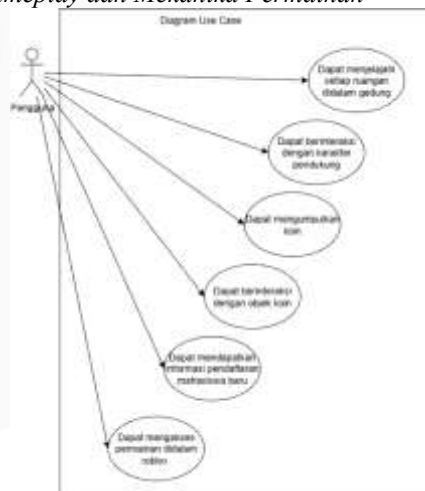 meplay dan Mekanika Permainan
Diagram Use Case
Pengguna
Dapat menjelajahi
setiap ruangan
didalam gedung
Dapat berinteraksi
dengan karakter
pendukung
Dapat mengumpulkan
koin
Dapat berinteraksi
dengan objek koin
Dapat mendapatkan
informasi pendaftaran
mahasiswa baru
Dapat mengakses
permainan didalam
roblox